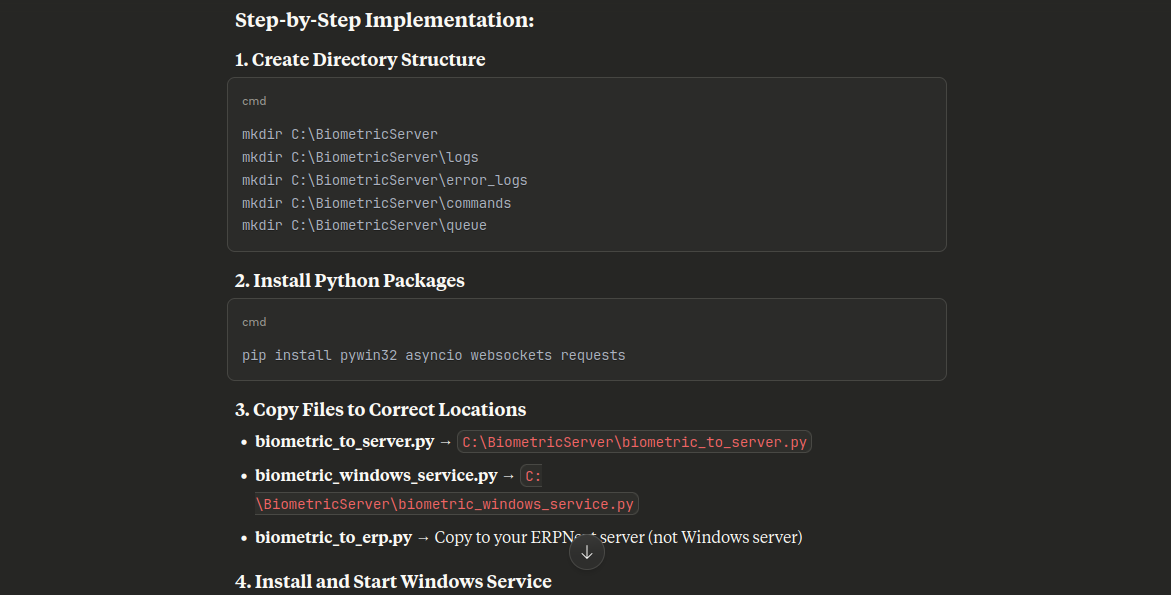 Step-by-Step Implementation:
1. Create Directory Structure
cmd
mkdir C:\BiometricServer
mkdir C:\BiometricServer\logs
mkdir C:\BiometricServer\error_logs
mkdir C:\BiometricServer\commands
mkdir C:\BiometricServer\queue
2. Install Python Packages
cmd
pip install pywin32 asyncio websockets requests
3. Copy Files to Correct Locations
• biometric_to_server.py → C:\BiometricServer\biometric_to_server.py
• biometric_windows_service.py → C:
\BiometricServer\biometric_windows_service.py
• biometric_to_erp.py → Copy to your ERPNext server (not Windows server)
4. Install and Start Windows Service